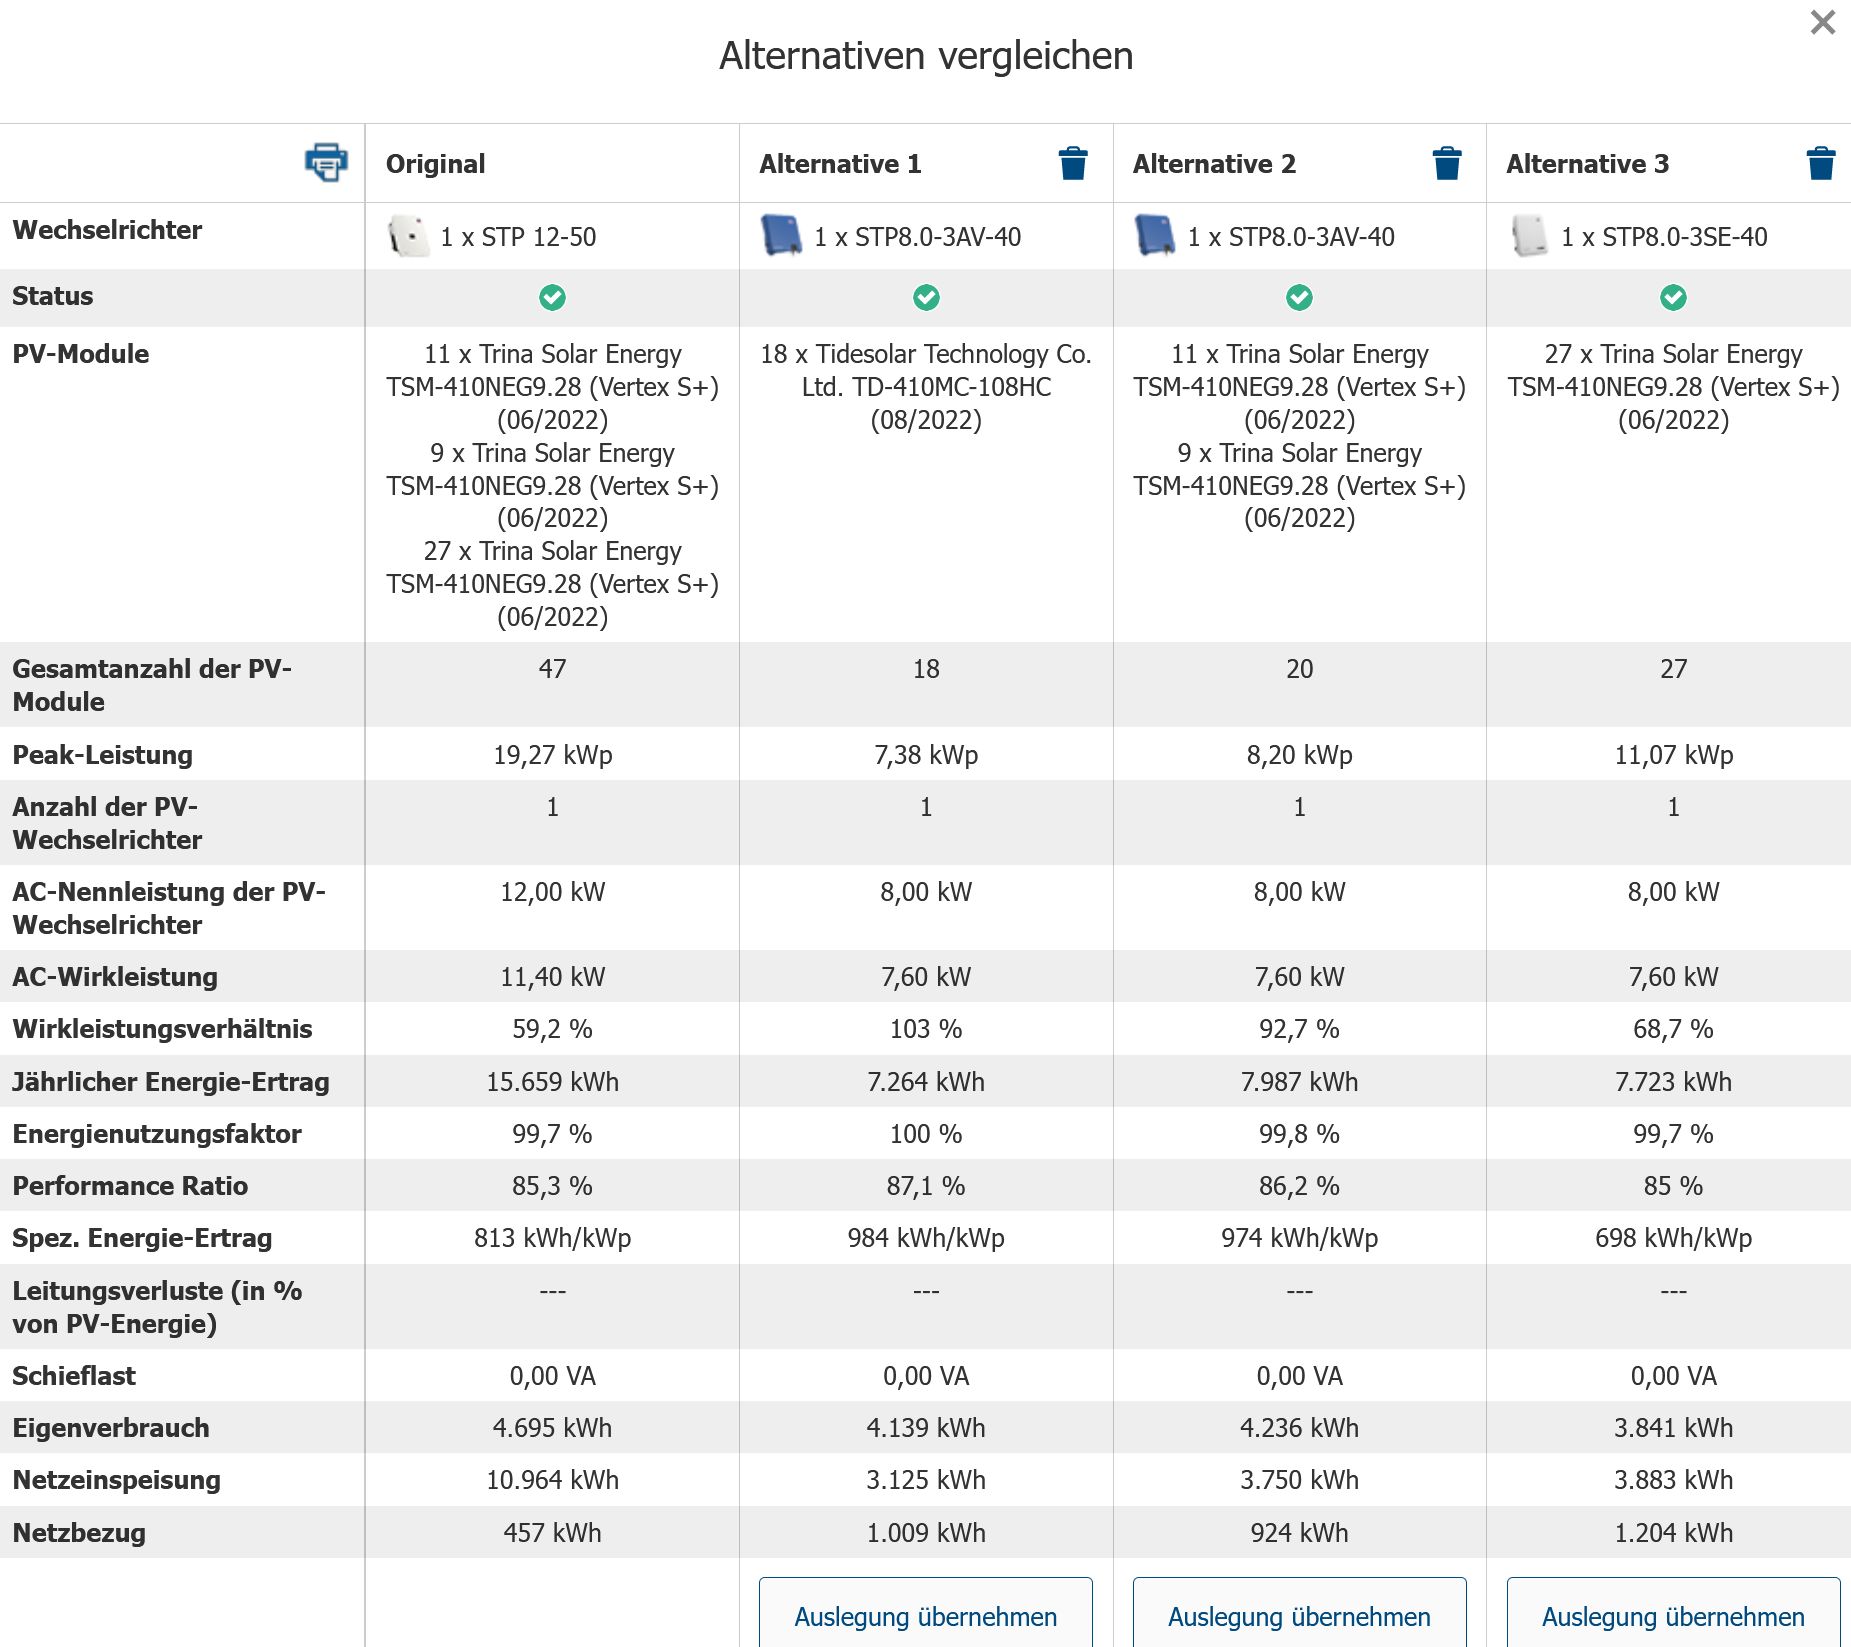 Alternativen vergleichen
Original
Alternative 1
Alternative 2
Alternative 3
Wechselrichter
1 x STP 12-50
1 x STP8.0-3AV-40
1 x STP8.0-3AV-40
1 x STP8.0-3SE-40
Status
PV-Module
11 x Trina Solar Energy
TSM-410NEG9.28 (Vertex S+)
(06/2022)
9 x Trina Solar Energy
TSM-410NEG9.28 (Vertex S+)
(06/2022)
27 x Trina Solar Energy
TSM-410NEG9.28 (Vertex S+)
(06/2022)
18 x Tidesolar Technology Co.
Ltd. TD-410MC-108HC
(08/2022)
11 x Trina Solar Energy
TSM-410NEG9.28 (Vertex S+)
(06/2022)
9 x Trina Solar Energy
TSM-410NEG9.28 (Vertex S+)
(06/2022)
27 x Trina Solar Energy
TSM-410NEG9.28 (Vertex S+)
(06/2022)
Gesamtanzahl der PV-
Module
47
18
20
27
Peak-Leistung
19,27 kWp
7,38 kWp
8,20 kWp
11,07 kWp
Anzahl der PV-
Wechselrichter
1
1
1
1
AC-Nennleistung der PV-
Wechselrichter
12,00 kW
8,00 kW
8,00 kW
8,00 kW
AC-Wirkleistung
11,40 kW
7,60 kW
7,60 kW
7,60 kW
Wirkleistungsverhältnis
59,2 %
103 %
92,7 %
68,7 %
Jährlicher Energie-Ertrag
15.659 kWh
7.264 kWh
7.987 kWh
7.723 kWh
Energienutzungsfaktor
99,7 %
100 %
99,8 %
99,7 %
Performance Ratio
85,3 %
87,1 %
86,2 %
85 %
Spez. Energie-Ertrag
813 kWh/kWp
984 kWh/kWp
974 kWh/kWp
698 kWh/kWp
Leitungsverluste (in %
von PV-Energie)
---
---
---
---
Schieflast
0,00 VA
0,00 VA
0,00 VA
0,00 VA
Eigenverbrauch
4.695 kWh
4.139 kWh
4.236 kWh
3.841 kWh
Netzeinspeisung
10.964 kWh
3.125 kWh
3.750 kWh
3.883 kWh
Netzbezug
457 kWh
1.009 kWh
924 kWh
1.204 kWh
Auslegung übernehmen
Auslegung übernehmen
Auslegung übernehmen